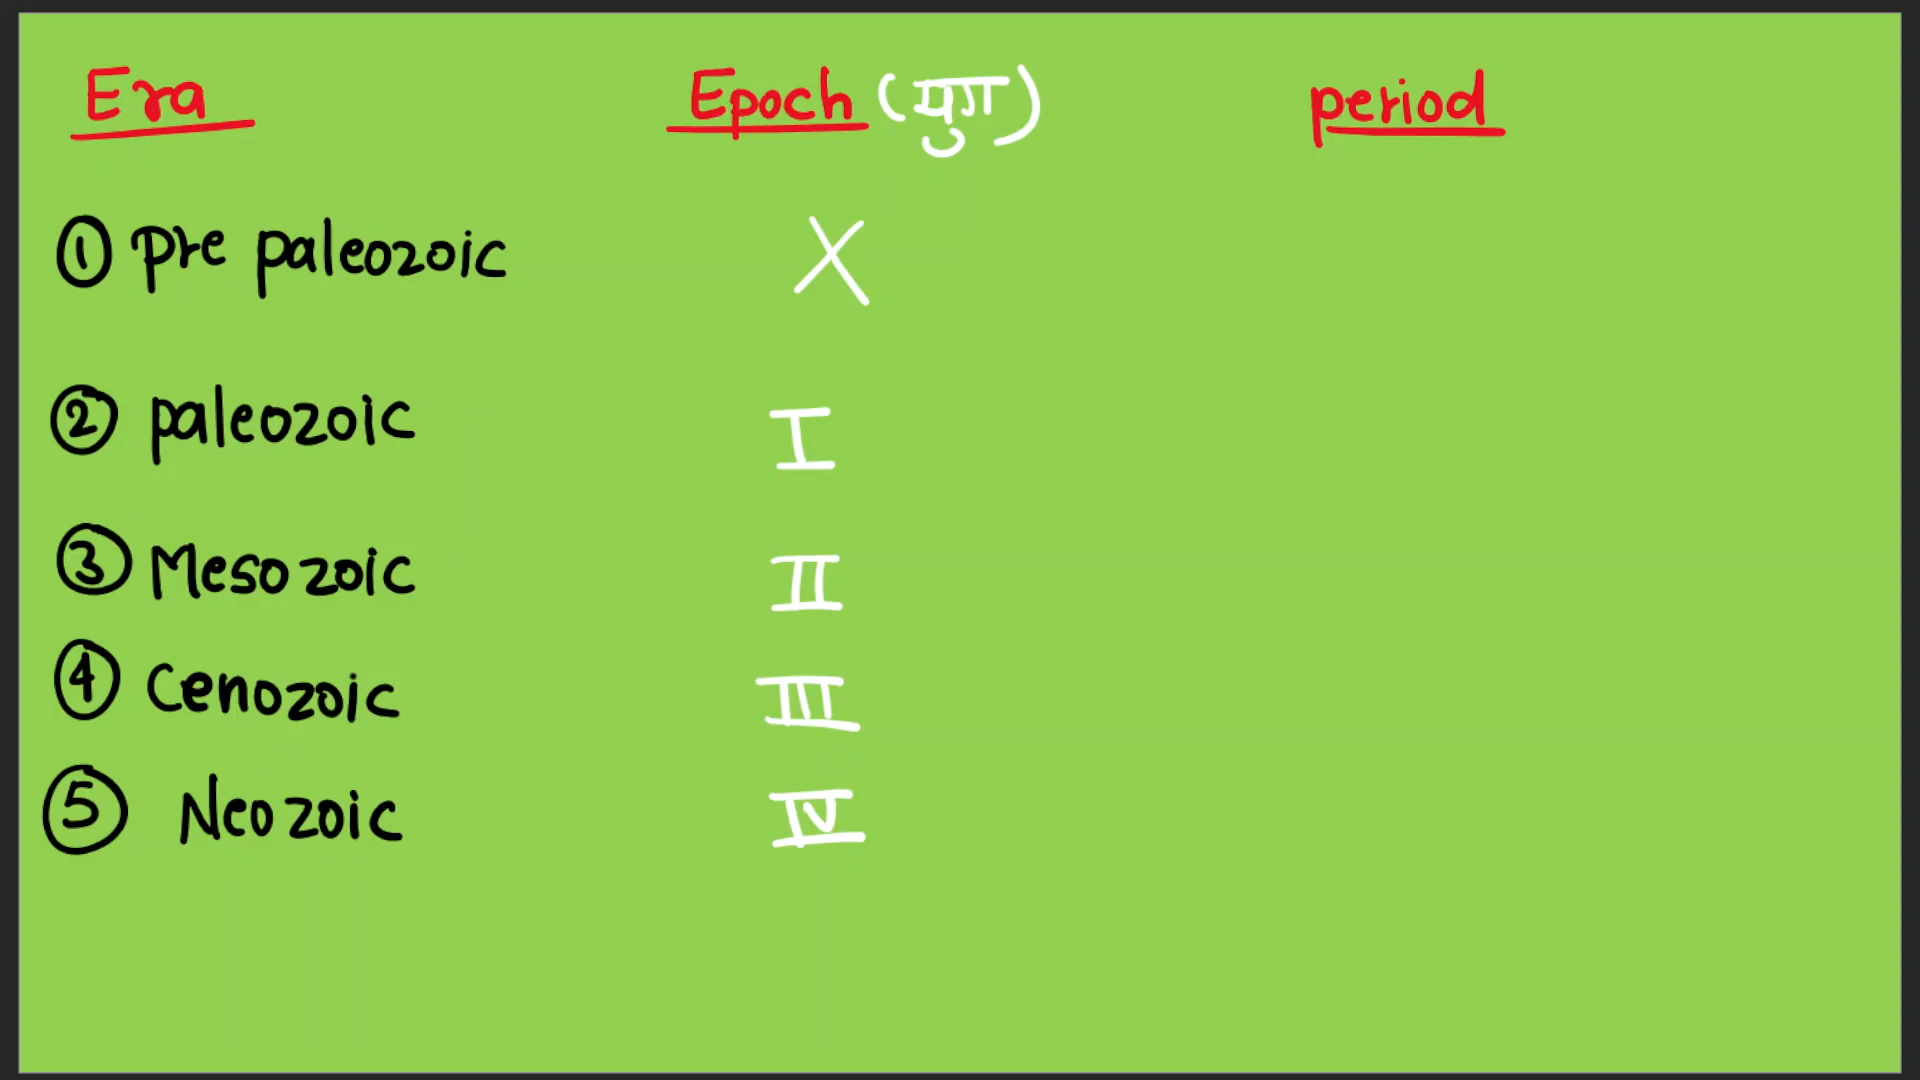 Era Epoch (युग) period
① pre paleozoic X
② paleozoic I
③ Mesozoic II
④ Cenozoic III
⑤ Neozoic IV